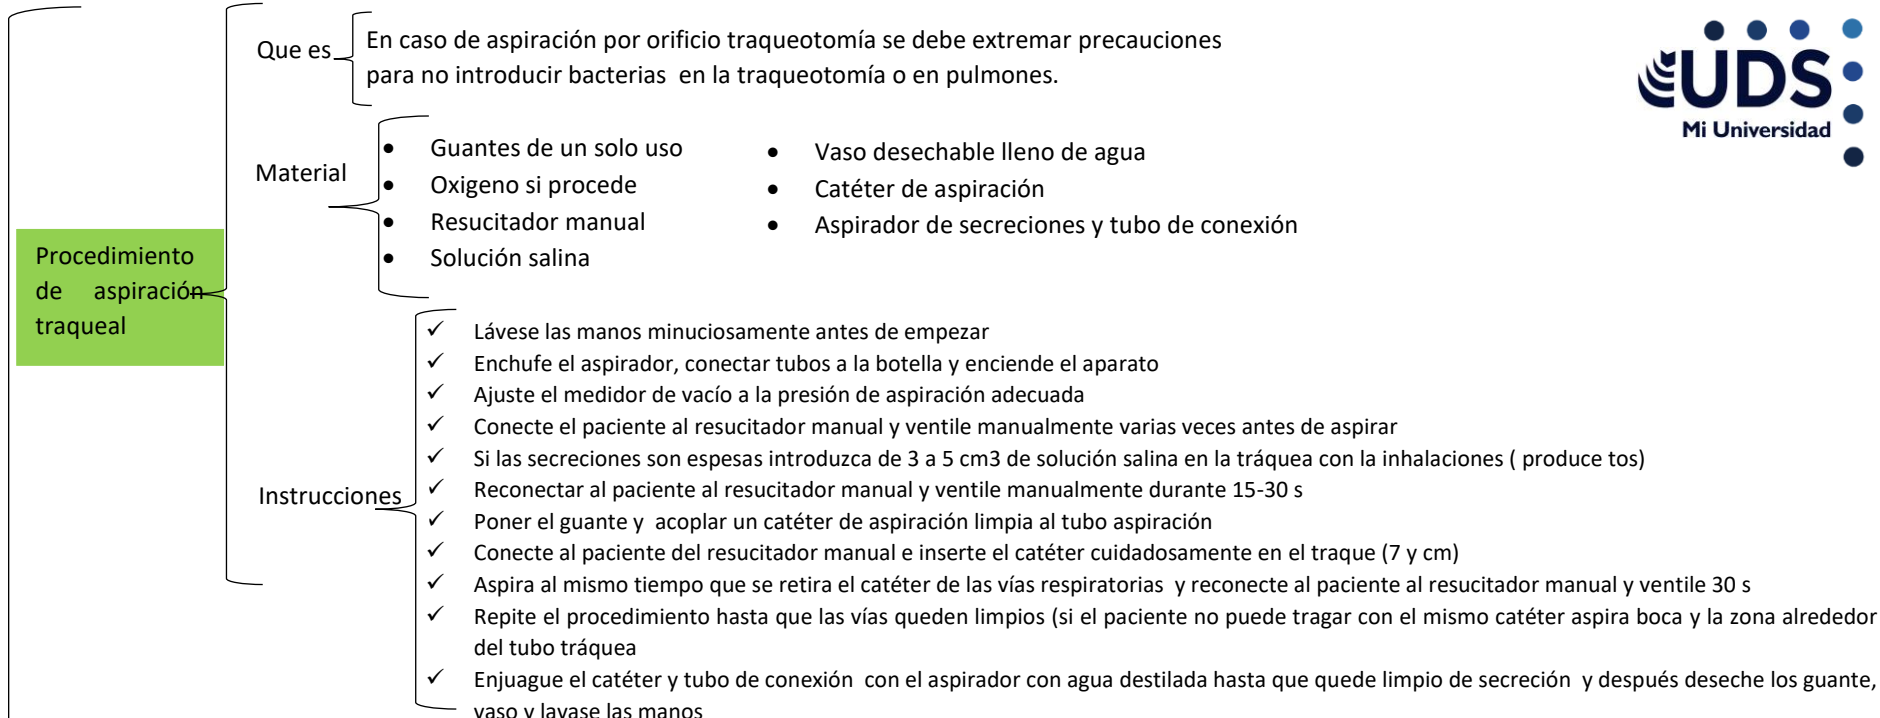 Que es
En caso de aspiración por orificio traqueotomía se debe extremar precauciones
para no introducir bacterias en la traqueotomía o en pulmones.
UDS
Mi Universidad
Material
Guantes de un solo uso
Oxigeno si procede
Resucitador manual
Solución salina
Vaso desechable lleno de agua
Catéter de aspiración
Aspirador de secreciones y tubo de conexión
Procedimiento
de aspiración
traqueal
Instrucciones
Lávese las manos minuciosamente antes de empezar
Enchufe el aspirador, conectar tubos a la botella y enciende el aparato
Ajuste el medidor de vacío a la presión de aspiración adecuada
Conecte el paciente al resucitador manual y ventile manualmente varias veces antes de aspirar
Si las secreciones son espesas introduzca de 3 a 5 cm3 de solución salina en la tráquea con la inhalaciones ( produce tos)
Reconectar al paciente al resucitador manual y ventile manualmente durante 15-30 s
Poner el guante y acoplar un catéter de aspiración limpia al tubo aspiración
Conecte al paciente del resucitador manual e inserte el catéter cuidadosamente en el traque (7 y cm)
Aspira al mismo tiempo que se retira el catéter de las vías respiratorias y reconecte al paciente al resucitador manual y ventile 30 s
Repite el procedimiento hasta que las vías queden limpios (si el paciente no puede tragar con el mismo catéter aspira boca y la zona alrededor
del tubo tráquea
Enjuague el catéter y tubo de conexión con el aspirador con agua destilada hasta que quede limpio de secreción y después deseche los guante,
vaso y lavase las manos